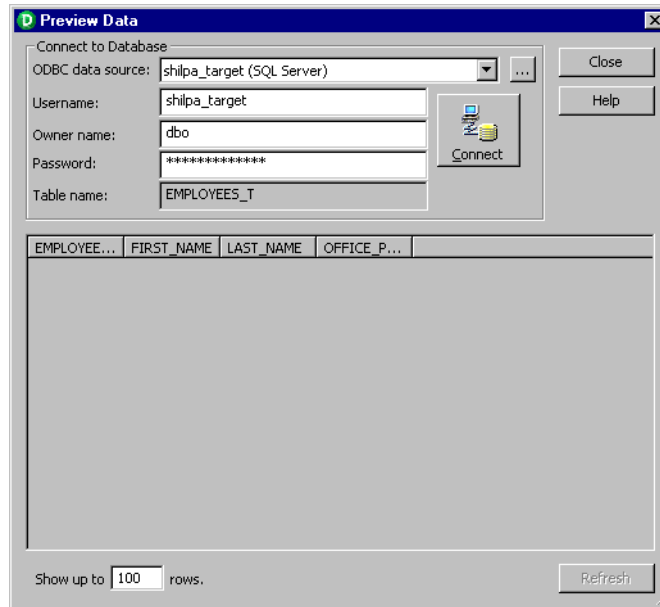 D Preview Data
Connect to Database
ODBC data source: shilpa_target (SQL Server) ... Close
Username: shilpa_target Help
Owner name: dbo
Password: *************
Connect
Table name: EMPLOYEES_T
EMPLOYEE... FIRST_NAME LAST_NAME OFFICE_P...
Show up to 100 rows. Refresh